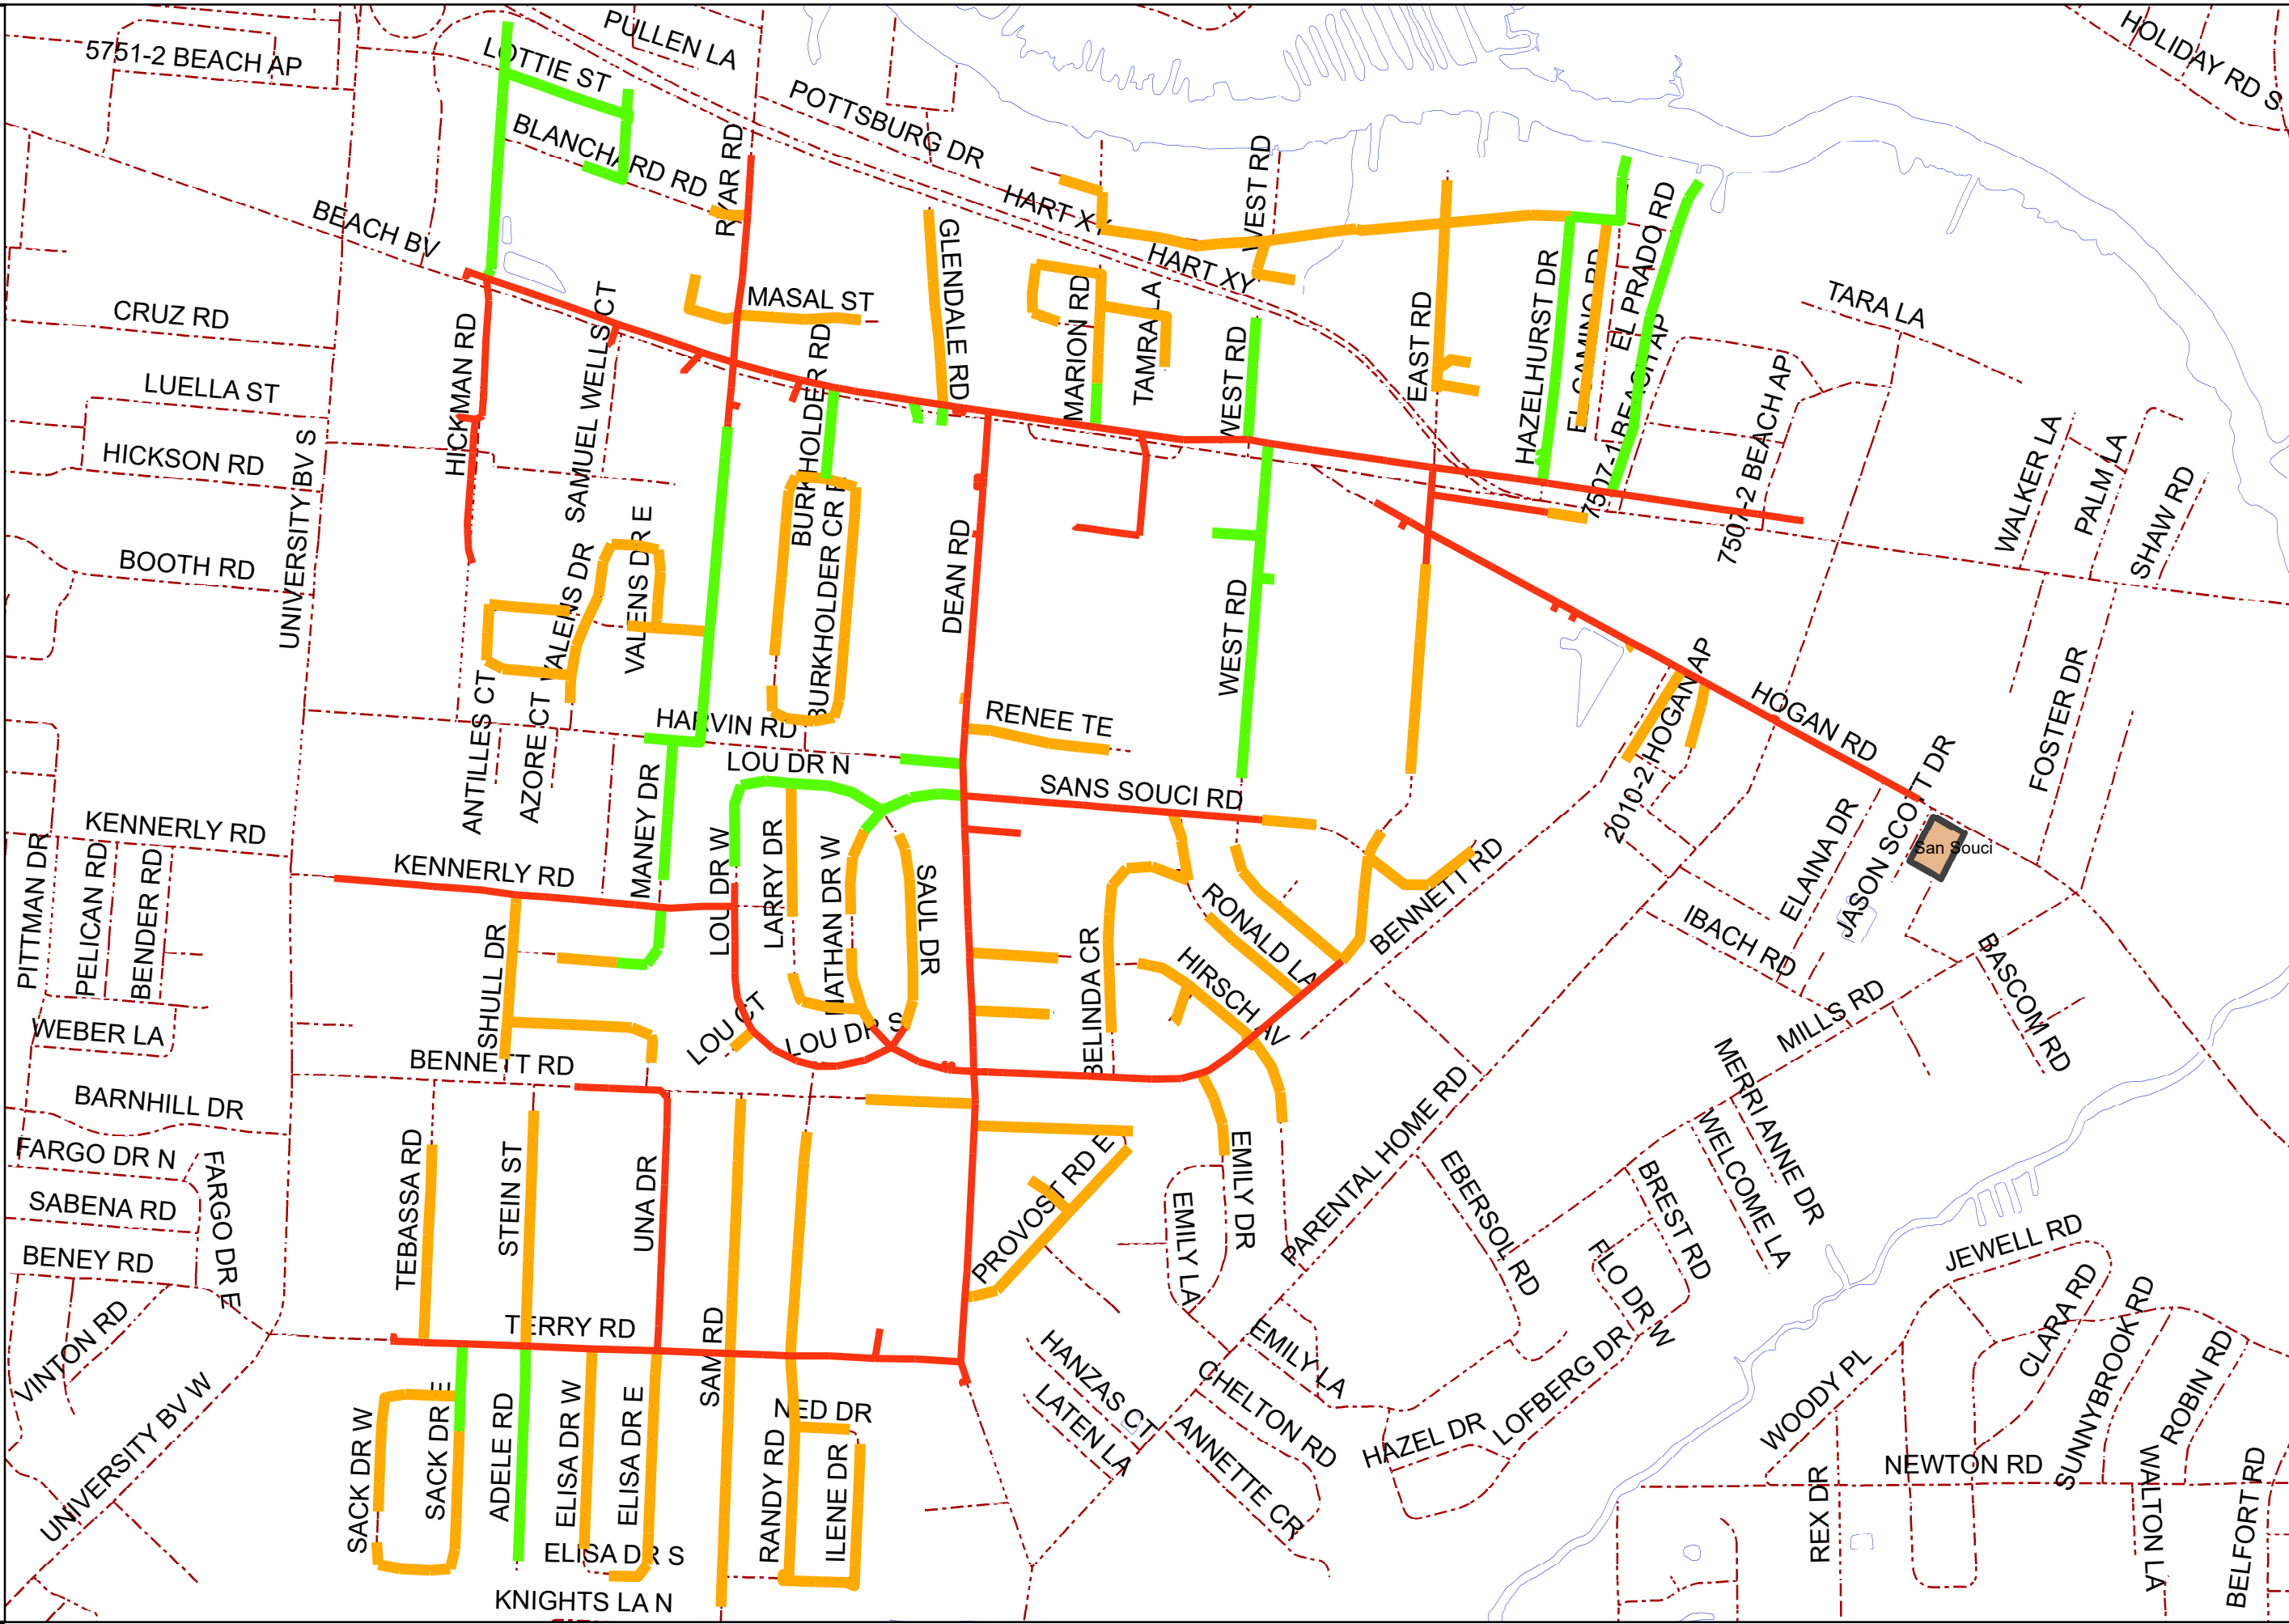 PULLEN LA
HOLIDAY RD S
5751-2 BEACH AP
LOTTIE ST
POTTSBURG DR
BLANCHARD RD
RYAR RD
WEST RD
HART XY
BEACH BV
GLENDALE RD
HART XY
EL PRADO RD
MASAL ST
MARION RD
TAMRA LA
TARA LA
CRUZ RD
HICKMAN RD
SAMUEL WELLS CT
BURKHOLDER RD
WEST RD
EAST RD
HAZELHURST DR
EL CAMINO RD
7507-1 BEACH AP
7507-2 BEACH AP
LUELLA ST
HICKSON RD
UNIVERSITY BV S
WALKER LA
PALM LA
SHAW RD
BOOTH RD
VALENS DR
VALENS DR E
BURKHOLDER CR E
DEAN RD
WEST RD
ANTILLES CT
AZORE CT
HARVIN RD
RENEE TE
2010-2 HOGAN AP
HOGAN RD
FOSTER DR
LOU DR N
SANS SOUCI RD
KENNERLY RD
KENNERLY RD
MANEY DR
LOU DR W
LARRY DR
NATHAN DR W
SAUL DR
ELAINA DR
JASON SCOTT DR
San Souci
PITTMAN DR
PELICAN RD
BENDER RD
SHULL DR
BELINDA CR
RONALD LA
BENNETT RD
IBACH RD
HIRSCH AV
MILLS RD
BASCOM RD
WEBER LA
LOU CT
LOU DR S
BENNETT RD
BARNHILL DR
FARGO DR N
FARGO DR E
SABENA RD
BENEY RD
TEBASSA RD
STEIN ST
UNA DR
PROVOST RD E
EMILY LA
EMILY DR
PARENTAL HOME RD
EBERSOL RD
BREST RD
WELCOME LA
MERRI ANNE DR
FLO DR W
JEWELL RD
VINTON RD
TERRY RD
SAM RD
HANZAS CT
EMILY LA
CLARA RD
SUNNYBROOK RD
ROBIN RD
UNIVERSITY BV W
SACK DR W
SACK DR E
ADELE RD
ELISA DR W
ELISA DR E
NED DR
RANDY RD
ILENE DR
LATEN LA
CHELTON RD
ANNETTE CR
HAZEL DR
LOFBERG DR
WOODY PL
NEWTON RD
REX DR
WALTON LA
BELFORT RD
ELISA DR S
KNIGHTS LA N